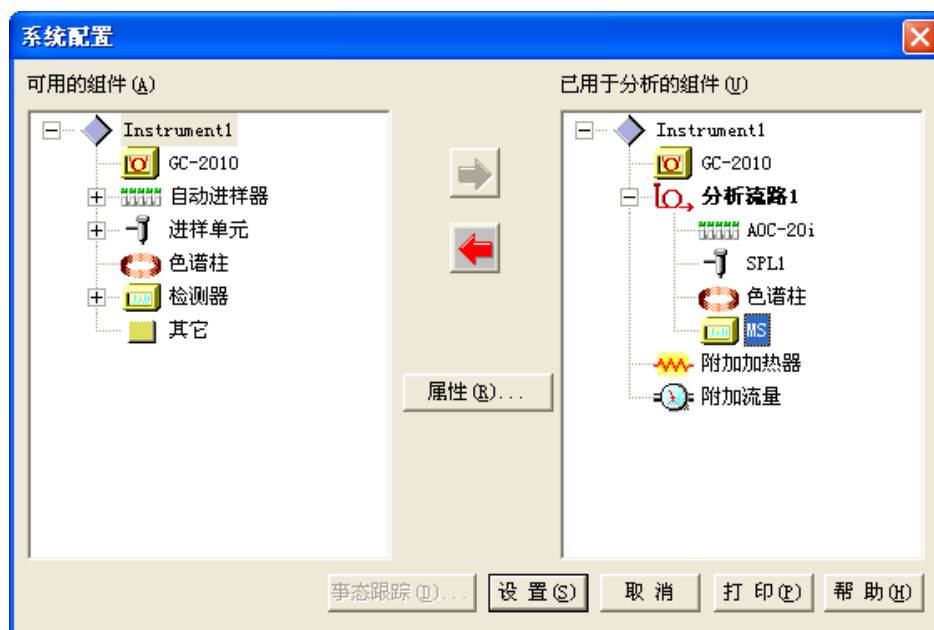 系统配置
可用的组件(A)
Instrument1
GC-2010
自动进样器
进样单元
色谱柱
检测器
其它
属性(R)...
已用于分析的组件(U)
Instrument1
GC-2010
分析流路1
AOC-20i
SPL1
色谱柱
MS
附加加热器
附加流量
事态跟踪(D)... 设置(S) 取消 打印(P) 帮助(H)